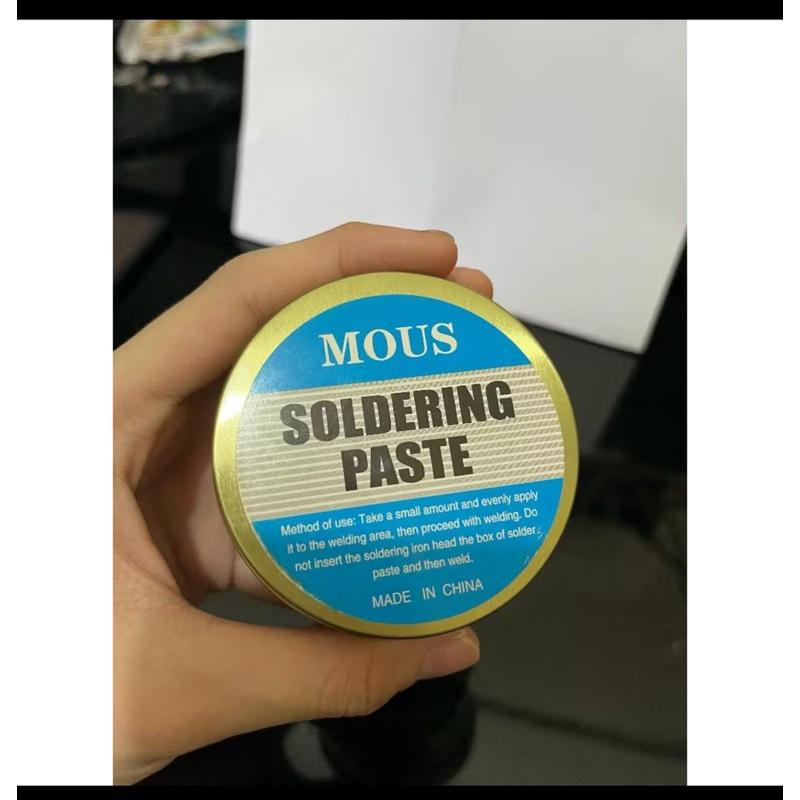 MOUS
SOLDERING
PASTE
Method of use: Take a small amount and evenly apply
it to the welding area, then proceed with welding. Do
not insert the soldering iron head the box of solder
paste and then weld.
MADE IN CHINA